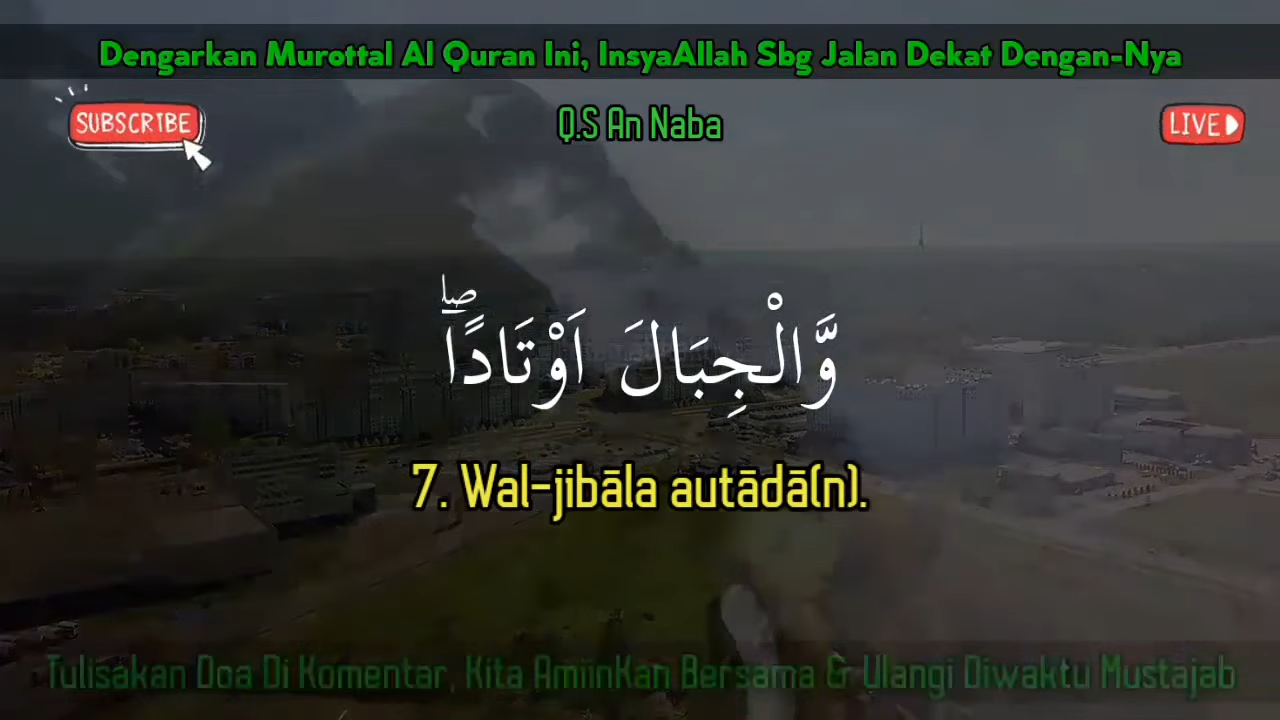 Dengarkan Murottal Al Quran Ini, InsyaAllah Sbg Jalan Dekat Dengan-Nya
SUBSCRIBE
Q.S An Naba
LIVE
وَّالْجِبَالَ اَوْتَادًاۖ
7. Wal-jibāla autādā(n).
Tulisakan Doa Di Komentar, Kita AmiinKan Bersama & Ulangi Diwaktu Mustajab